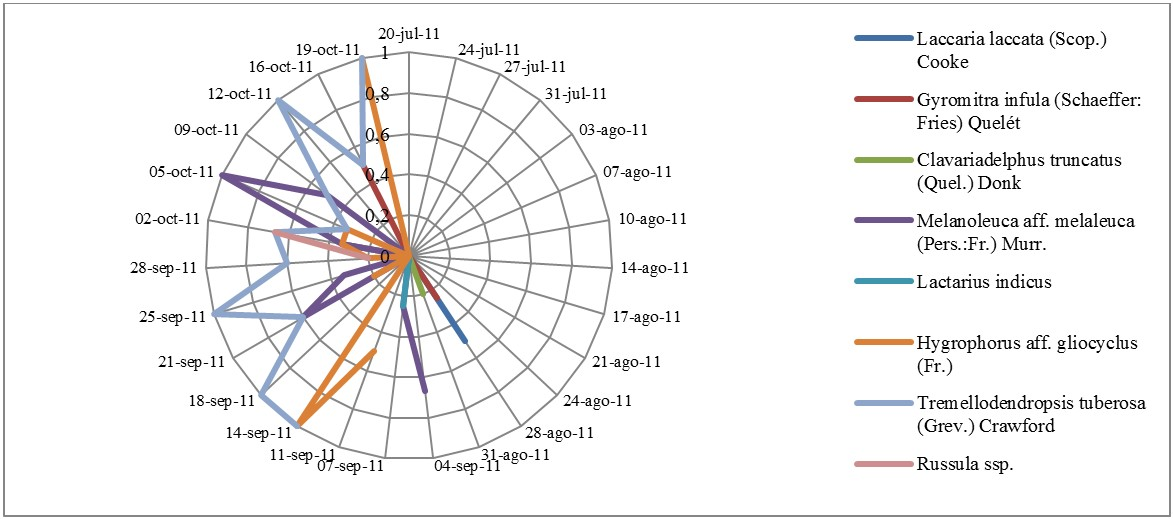 20-jul-11
24-jul-11
27-jul-11
31-jul-11
03-ago-11
07-ago-11
10-ago-11
14-ago-11
17-ago-11
21-ago-11
24-ago-11
28-ago-11
31-ago-11
04-sep-11
07-sep-11
11-sep-11
14-sep-11
18-sep-11
21-sep-11
25-sep-11
28-sep-11
02-oct-11
05-oct-11
09-oct-11
12-oct-11
16-oct-11
19-oct-11
1
0,8
0,6
0,4
0,2
0
Laccaria laccata (Scop.)
Cooke
Gyromitra infula (Schaeffer:
Fries) Quelét
Clavariadelphus truncatus
(Quel.) Donk
Melanoleuca aff. melaleuca
(Pers.:Fr.) Murr.
Lactarius indicus
Hygrophorus aff. gliocyclus
(Fr.)
Tremellodendropsis tuberosa
(Grev.) Crawford
Russula ssp.